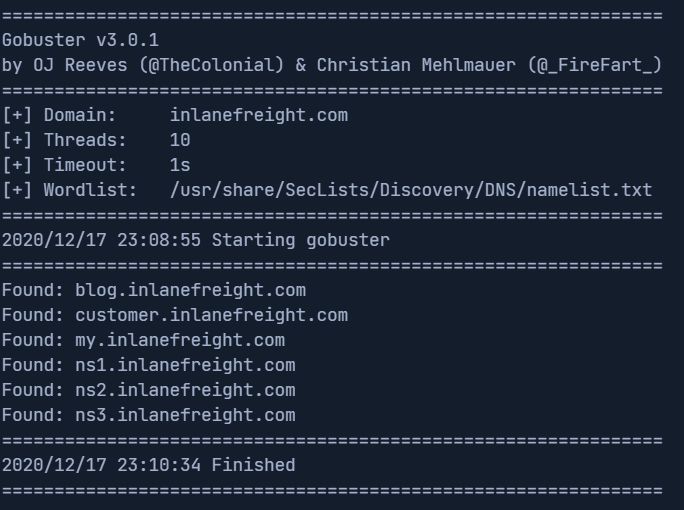 ===============================================================
Gobuster v3.0.1
by OJ Reeves (@TheColonial) & Christian Mehlmauer (@_FireFart_)
===============================================================
[+] Domain:     inlanefreight.com
[+] Threads:    10
[+] Timeout:    1s
[+] Wordlist:   /usr/share/SecLists/Discovery/DNS/namelist.txt
===============================================================
2020/12/17 23:08:55 Starting gobuster
===============================================================
Found: blog.inlanefreight.com
Found: customer.inlanefreight.com
Found: my.inlanefreight.com
Found: ns1.inlanefreight.com
Found: ns2.inlanefreight.com
Found: ns3.inlanefreight.com
===============================================================
2020/12/17 23:10:34 Finished
===============================================================